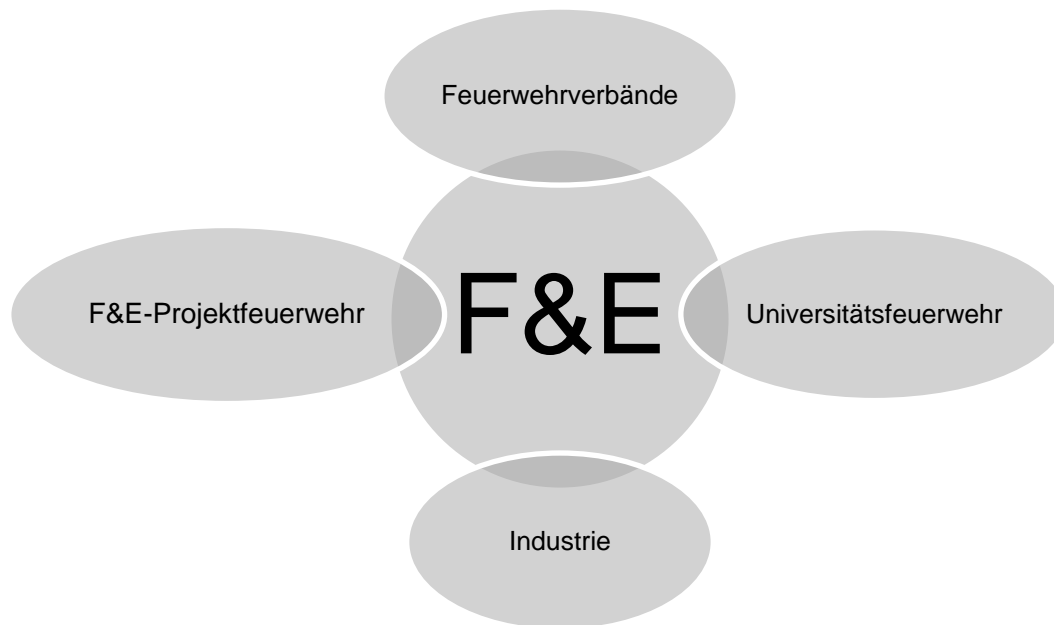 Feuerwehrverbände
F&E-Projektfeuerwehr
F&E
Universitätsfeuerwehr
Industrie